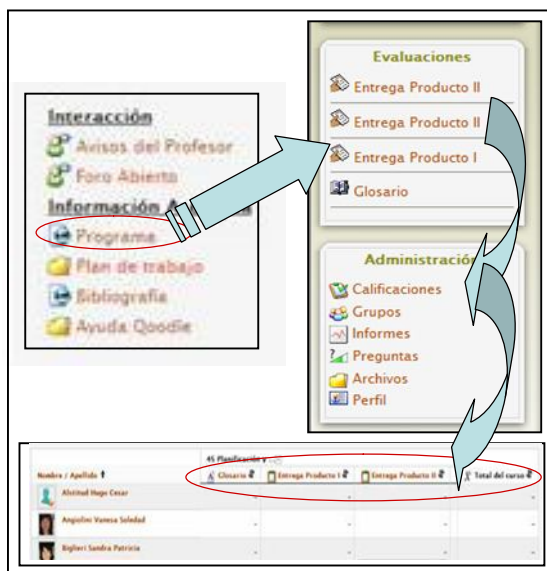 Interacción
Avisos del Profesor
Foro Abierto
Información A
Programa
Plan de trabajo
Bibliografía
Ayuda Qoodle
Evaluaciones
Entrega Producto II
Entrega Producto II
Entrega Producto I
Glosario
Administración
Calificaciones
Grupos
Informes
Preguntas
Archivos
Perfil
45 Planificación
Nombre / Apellido
Glosario
Entrega Producto I
Entrega Producto II
Total del curso
Hugo Cesar
Angiolini Vanesa Soledad
Biglieri Sandra Patricia